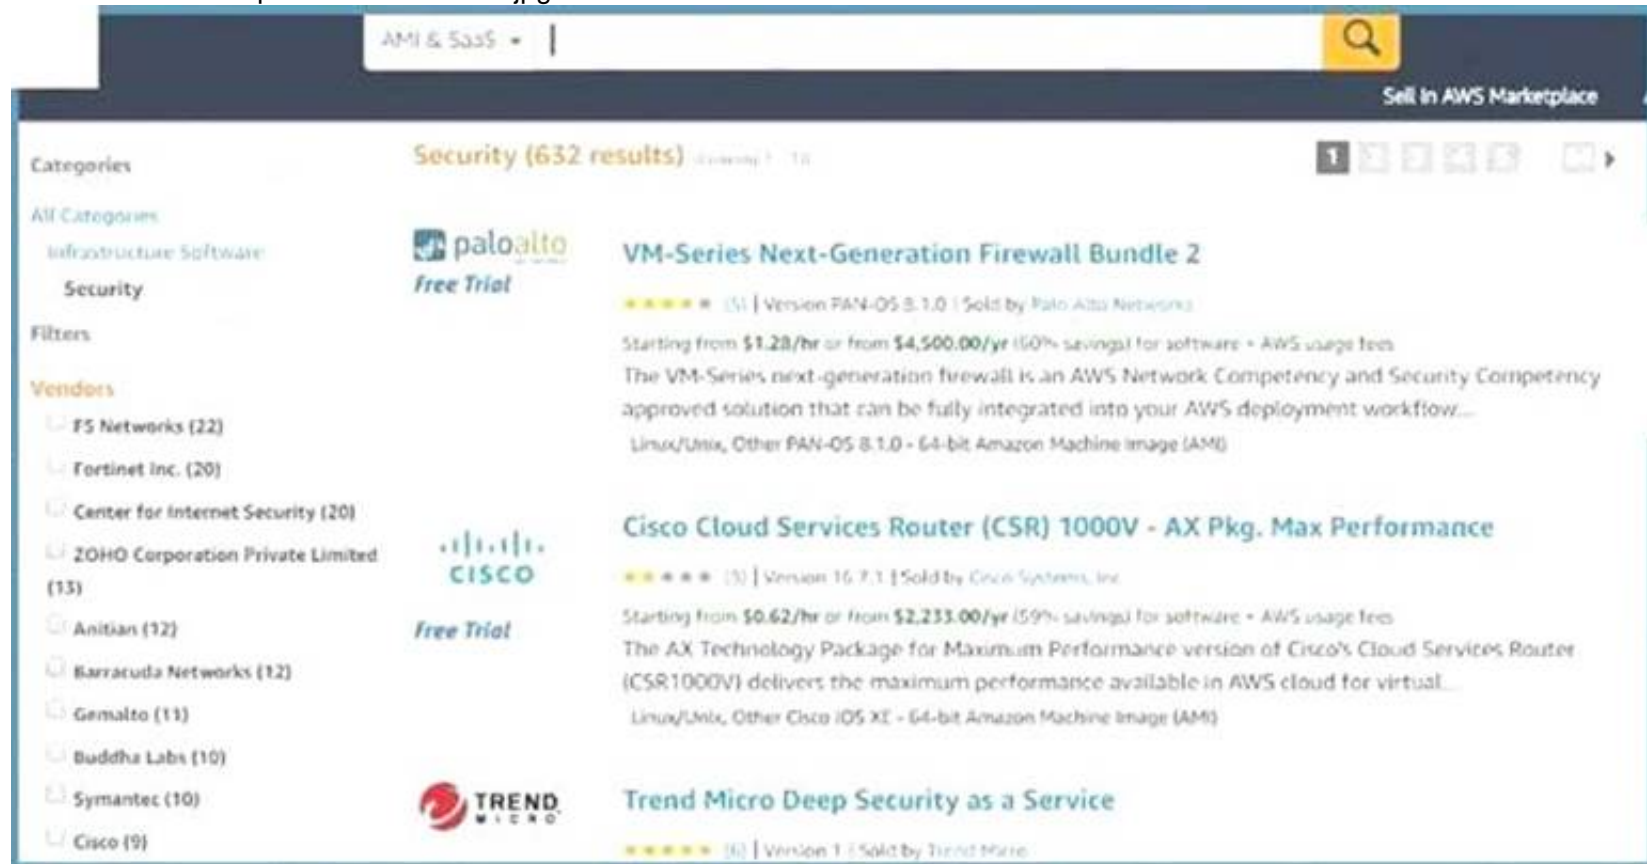 AMI & SaaS
Sell in AWS Marketplace
Categories
All Categories
Infrastructure Software
Security
Filters
Vendors
F5 Networks (22)
Fortinet Inc. (20)
Center for Internet Security (20)
ZOHO Corporation Private Limited
(13)
Anitian (12)
Barracuda Networks (12)
Gemalto (11)
Buddha Labs (10)
Symantec (10)
Cisco (9)
Security (632 results)
1
paloalto
Free Trial
VM-Series Next-Generation Firewall Bundle 2
(5) | Version PAN-OS 8.1.0 | Sold by Palo Alto Networks
Starting from $1.28/hr or from $4,500.00/yr (60% savings) for software + AWS usage fees
The VM-Series next-generation firewall is an AWS Network Competency and Security Competency
approved solution that can be fully integrated into your AWS deployment workflow...
Linux/Unix, Other PAN-OS 8.1.0 - 64-bit Amazon Machine Image (AMI)
CISCO
Free Trial
Cisco Cloud Services Router (CSR) 1000V - AX Pkg. Max Performance
| Version 16.7.1 | Sold by Cisco Systems, Inc.
Starting from $0.62/hr or from $2,233.00/yr (59% savings) for software + AWS usage fees
The AX Technology Package for Maximum Performance version of Cisco's Cloud Services Router
(CSR1000V) delivers the maximum performance available in AWS cloud for virtual...
Linux/Unix, Other Cisco IOS XE - 64-bit Amazon Machine Image (AMI)
TREND
MICRO
Trend Micro Deep Security as a Service
(6) | Version 1 | Sold by Trend Micro